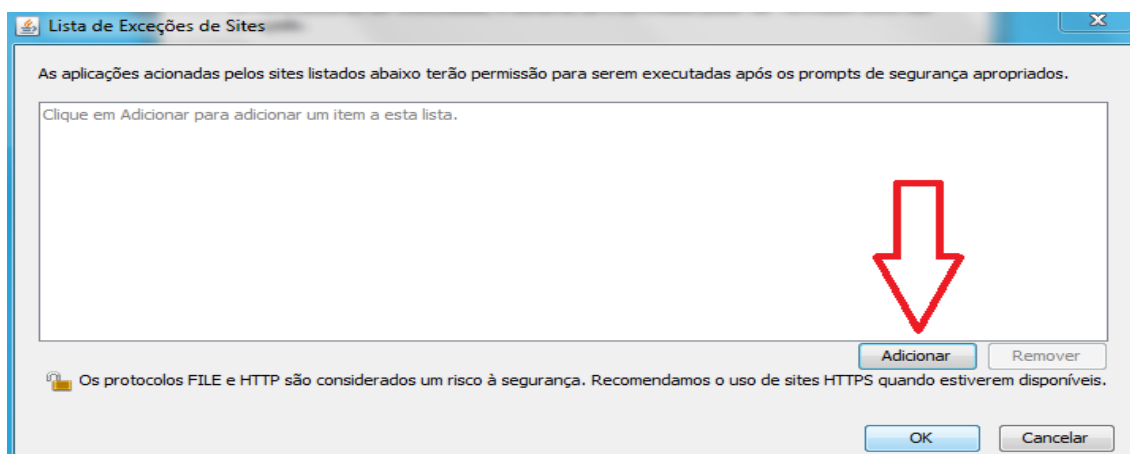 Lista de Exceções de Sites
As aplicações acionadas pelos sites listados abaixo terão permissão para serem executadas após os prompts de segurança apropriados.
Clique em Adicionar para adicionar um item a esta lista.
Adicionar
Remover
Os protocolos FILE e HTTP são considerados um risco à segurança. Recomendamos o uso de sites HTTPS quando estiverem disponíveis.
OK
Cancelar